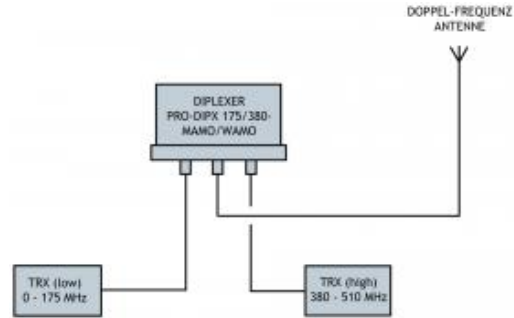 DOPPEL-FREQUENZ
ANTENNE
DIPLEXER
PRO-DIPX 175/380-
MAMO/WAMO
TRX (low)
0 - 175 MHz
TRX (high)
380 - 510 MHz